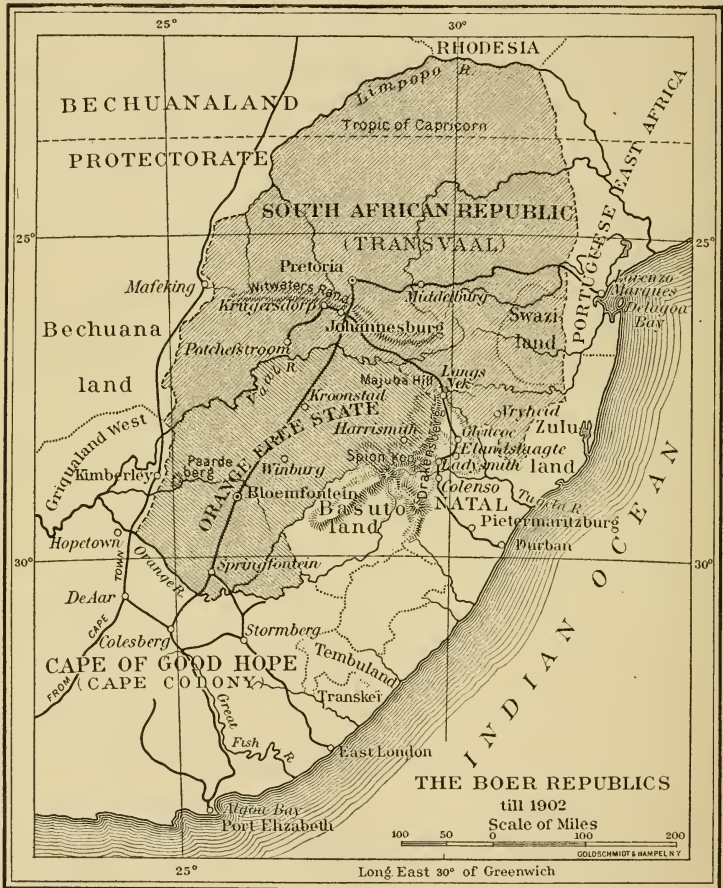 25°
30°
RHODESIA
Limpopo R.
BECHUANALAND
PROTECTORATE
Tropic of Capricorn
PORTUGUESE EAST AFRICA
SOUTH AFRICAN REPUBLIC
(TRANSVAAL)
25°
25°
Pretoria
Mafeking
Witwaters Rand
Krugersdorp
Middelburg
Lorenzo
Marques
Delagoa
Bay
Johannesburg
Swazi
land
Bechuana
land
Potchefstroom
Vaal R.
Majuba Hill
Langs
Nek
Kroonstad
ORANGE FREE STATE
Harrismith
Vryheid
Glencoe
Zulu
land
Griqualand West
Elandslaagte
Spion Kop
Drakensberg
Ladysmith
Paarde
berg
Winburg
Kimberley
Colenso
NATAL
Tugela R.
Bloemfontein
Basuto
land
Pietermaritzburg
Hopetown
Durban
30°
30°
Orange R.
Springfontein
De Aar
FROM CAPE TOWN
Colesberg
Stormberg
CAPE OF GOOD HOPE
(CAPE COLONY)
Tembuland
Transkei
Great
Fish R
East London
INDIAN OCEAN
Algoa Bay
Port Elizabeth
THE BOER REPUBLICS
till 1902
Scale of Miles
100 50 0 100 200
GOLDSCHMIDT & HAMPEL N Y
25°
Long. East 30° of Greenwich